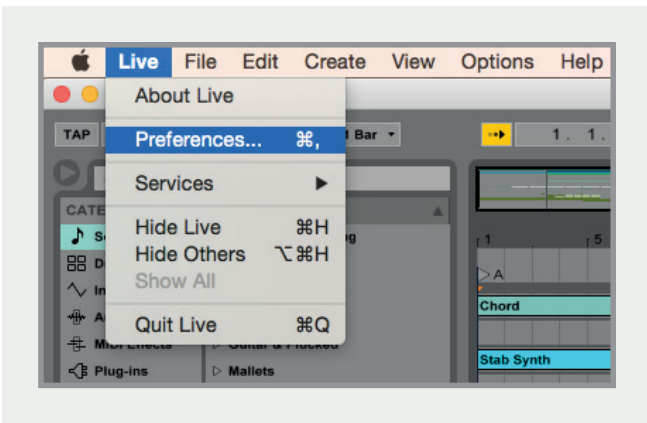 Live File Edit Create View Options Help
About Live
TAP Preferences... ⌘, 1 Bar 1. 1.
Services ▶
CATE
Hide Live ⌘H
Hide Others ⌥⌘H
Show All
Quit Live ⌘Q
Plug-ins
Mallets
1 5
A
Chord
Stab Synth